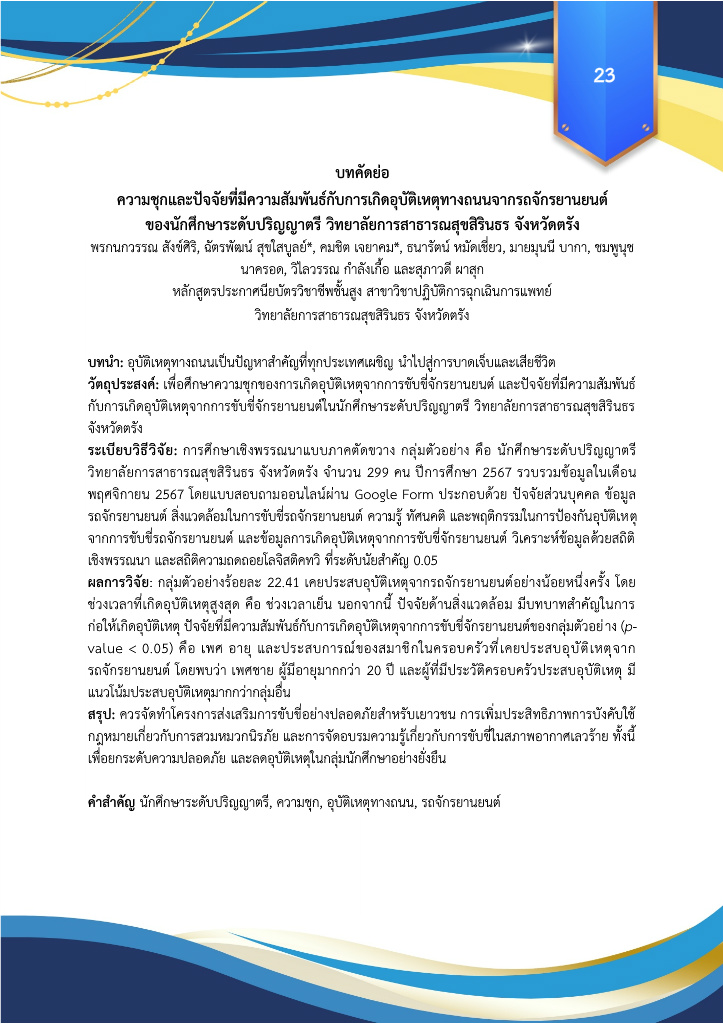 23
บทคัดย่อ
ความชุกและปัจจัยที่มีความสัมพันธ์กับการเกิดอุบัติเหตุทางถนนจากรถจักรยานยนต์
ของนักศึกษาระดับปริญญาตรี วิทยาลัยการสาธารณสุขสิรินธร จังหวัดตรัง
พรกนกวรรณ สังข์ศิริ, ฉัตรพัฒน์ สุขใสบูลย์*, คมชิต เจยาคม*, ธนารัตน์ หมัดเชี่ยว, มายมุนนี บากา, ชมพูนุช
นาครอด, วิไลวรรณ กำลังเกื้อ และสุภาวดี ผาสุก
หลักสูตรประกาศนียบัตรวิชาชีพชั้นสูง สาขาวิชาปฏิบัติการฉุกเฉินการแพทย์
วิทยาลัยการสาธารณสุขสิรินธร จังหวัดตรัง
บทนำ: อุบัติเหตุทางถนนเป็นปัญหาสำคัญที่ทุกประเทศเผชิญ นำไปสู่การบาดเจ็บและเสียชีวิต
วัตถุประสงค์: เพื่อศึกษาความชุกของการเกิดอุบัติเหตุจากการขับขี่จักรยานยนต์ และปัจจัยที่มีความสัมพันธ์
กับการเกิดอุบัติเหตุจากการขับขี่จักรยานยนต์ในนักศึกษาระดับปริญญาตรี วิทยาลัยการสาธารณสุขสิรินธร
จังหวัดตรัง
ระเบียบวิธีวิจัย: การศึกษาเชิงพรรณนาแบบภาคตัดขวาง กลุ่มตัวอย่าง คือ นักศึกษาระดับปริญญาตรี
วิทยาลัยการสาธารณสุขสิรินธร จังหวัดตรัง จำนวน 299 คน ปีการศึกษา 2567 รวบรวมข้อมูลในเดือน
พฤศจิกายน 2567 โดยแบบสอบถามออนไลน์ผ่าน Google Form ประกอบด้วย ปัจจัยส่วนบุคคล ข้อมูล
รถจักรยานยนต์ สิ่งแวดล้อมในการขับขี่รถจักรยานยนต์ ความรู้ ทัศนคติ และพฤติกรรมในการป้องกันอุบัติเหตุ
จากการขับขี่รถจักรยานยนต์ และข้อมูลการเกิดอุบัติเหตุจากการขับขี่จักรยานยนต์ วิเคราะห์ข้อมูลด้วยสถิติ
เชิงพรรณนา และสถิติความถดถอยโลจิสติคทวิ ที่ระดับนัยสำคัญ 0.05
ผลการวิจัย: กลุ่มตัวอย่างร้อยละ 22.41 เคยประสบอุบัติเหตุจากรถจักรยานยนต์อย่างน้อยหนึ่งครั้ง โดย
ช่วงเวลาที่เกิดอุบัติเหตุสูงสุด คือ ช่วงเวลาเย็น นอกจากนี้ ปัจจัยด้านสิ่งแวดล้อม มีบทบาทสำคัญในการ
ก่อให้เกิดอุบัติเหตุ ปัจจัยที่มีความสัมพันธ์กับการเกิดอุบัติเหตุจากการขับขี่จักรยานยนต์ของกลุ่มตัวอย่าง (p-
value < 0.05) คือ เพศ อายุ และประสบการณ์ของสมาชิกในครอบครัวที่เคยประสบอุบัติเหตุจาก
รถจักรยานยนต์ โดยพบว่า เพศชาย ผู้มีอายุมากกว่า 20 ปี และผู้ที่มีประวัติครอบครัวประสบอุบัติเหตุ มี
แนวโน้มประสบอุบัติเหตุมากกว่ากลุ่มอื่น
สรุป: ควรจัดทำโครงการส่งเสริมการขับขี่อย่างปลอดภัยสำหรับเยาวชน การเพิ่มประสิทธิภาพการบังคับใช้
กฎหมายเกี่ยวกับการสวมหมวกนิรภัย และการจัดอบรมความรู้เกี่ยวกับการขับขี่ในสภาพอากาศเลวร้าย ทั้งนี้
เพื่อยกระดับความปลอดภัย และลดอุบัติเหตุในกลุ่มนักศึกษาอย่างยั่งยืน
คำสำคัญ นักศึกษาระดับปริญญาตรี, ความชุก, อุบัติเหตุทางถนน, รถจักรยานยนต์